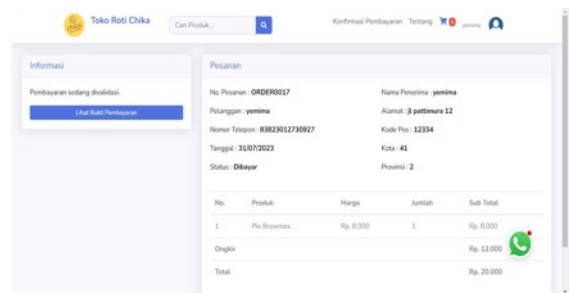 Toko Roti Chika
Cari Produk...
Konfirmasi Pembayaran Tentang 0 yemima
Informasi
Pembayaran sedang divalidasi.
Lihat Bukti Pembayaran
Pesanan
No. Pesanan : ORDER0017
Nama Penerima : yemima
Pelanggan : yemima
Alamat : jl pattimura 12
Nomor Telepon : 83823012730927
Kode Pos : 12334
Tanggal : 31/07/2023
Kota : 41
Status : Dibayar
Provinsi : 2
No. Produk Harga Jumlah Sub Total
1 Pie Brownies Rp. 8.000 1 Rp. 8.000
Ongkir Rp. 12.000
Total Rp. 20.000